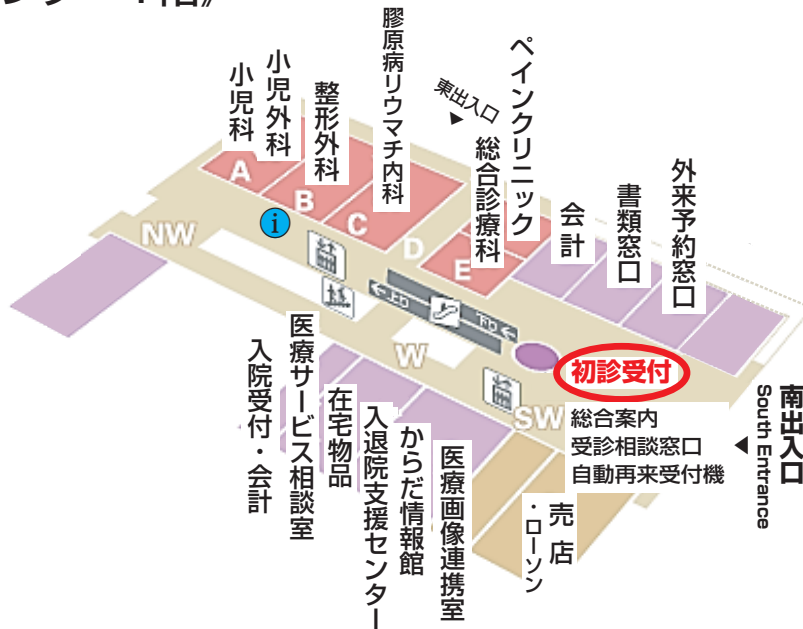 膠原病リウマチ内科
小児科
小児外科
整形外科
東出入口
総合診療科
ペインクリニック
会計
書類窓口
外来予約窓口
A
B
C
D
E
i
NW
W
SW
初診受付
総合案内
受診相談窓口
自動再来受付機
南出入口
South Entrance
入院受付・会計
医療サービス相談室
在宅物品
入退院支援センター
からだ情報館
医療画像連携室
売店
・ローソン